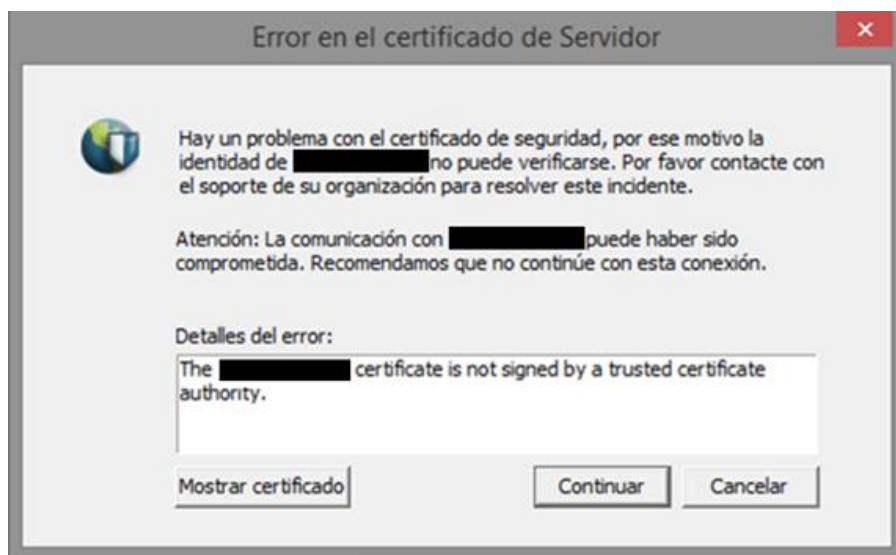 Error en el certificado de Servidor
Hay un problema con el certificado de seguridad, por ese motivo la
identidad de no puede verificarse. Por favor contacte con
el soporte de su organización para resolver este incidente.
Atención: La comunicación con puede haber sido
comprometida. Recomendamos que no continúe con esta conexión.
Detalles del error:
The certificate is not signed by a trusted certificate
authority.
Mostrar certificado
Continuar
Cancelar